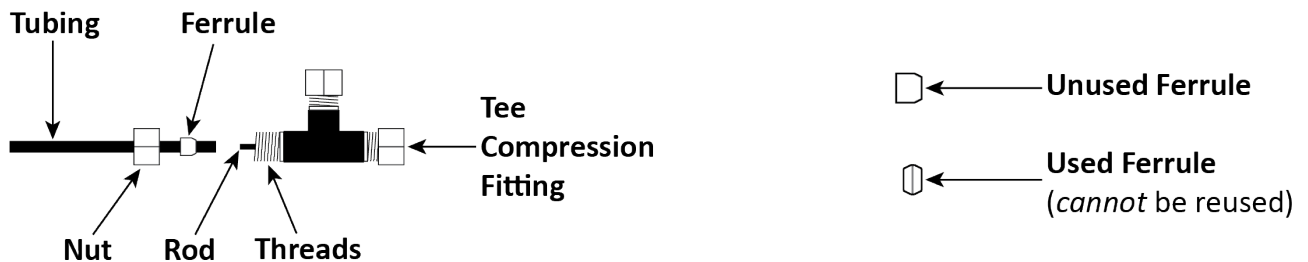 Tubing
Ferrule
Tee
Compression
Fitting
Nut
Rod
Threads
Unused Ferrule
Used Ferrule
(cannot be reused)